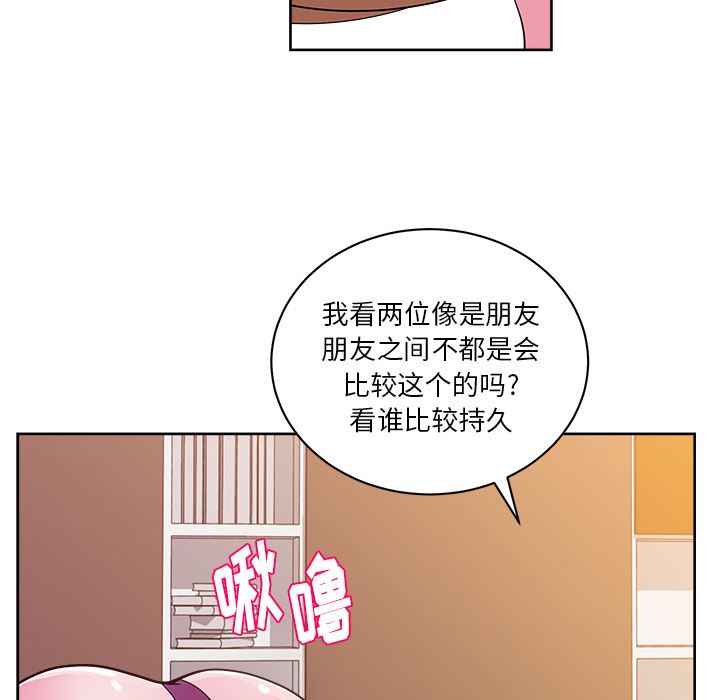 我看两位像是朋友
朋友之间不都是会
比较这个的吗?
看谁比较持久
啾噜